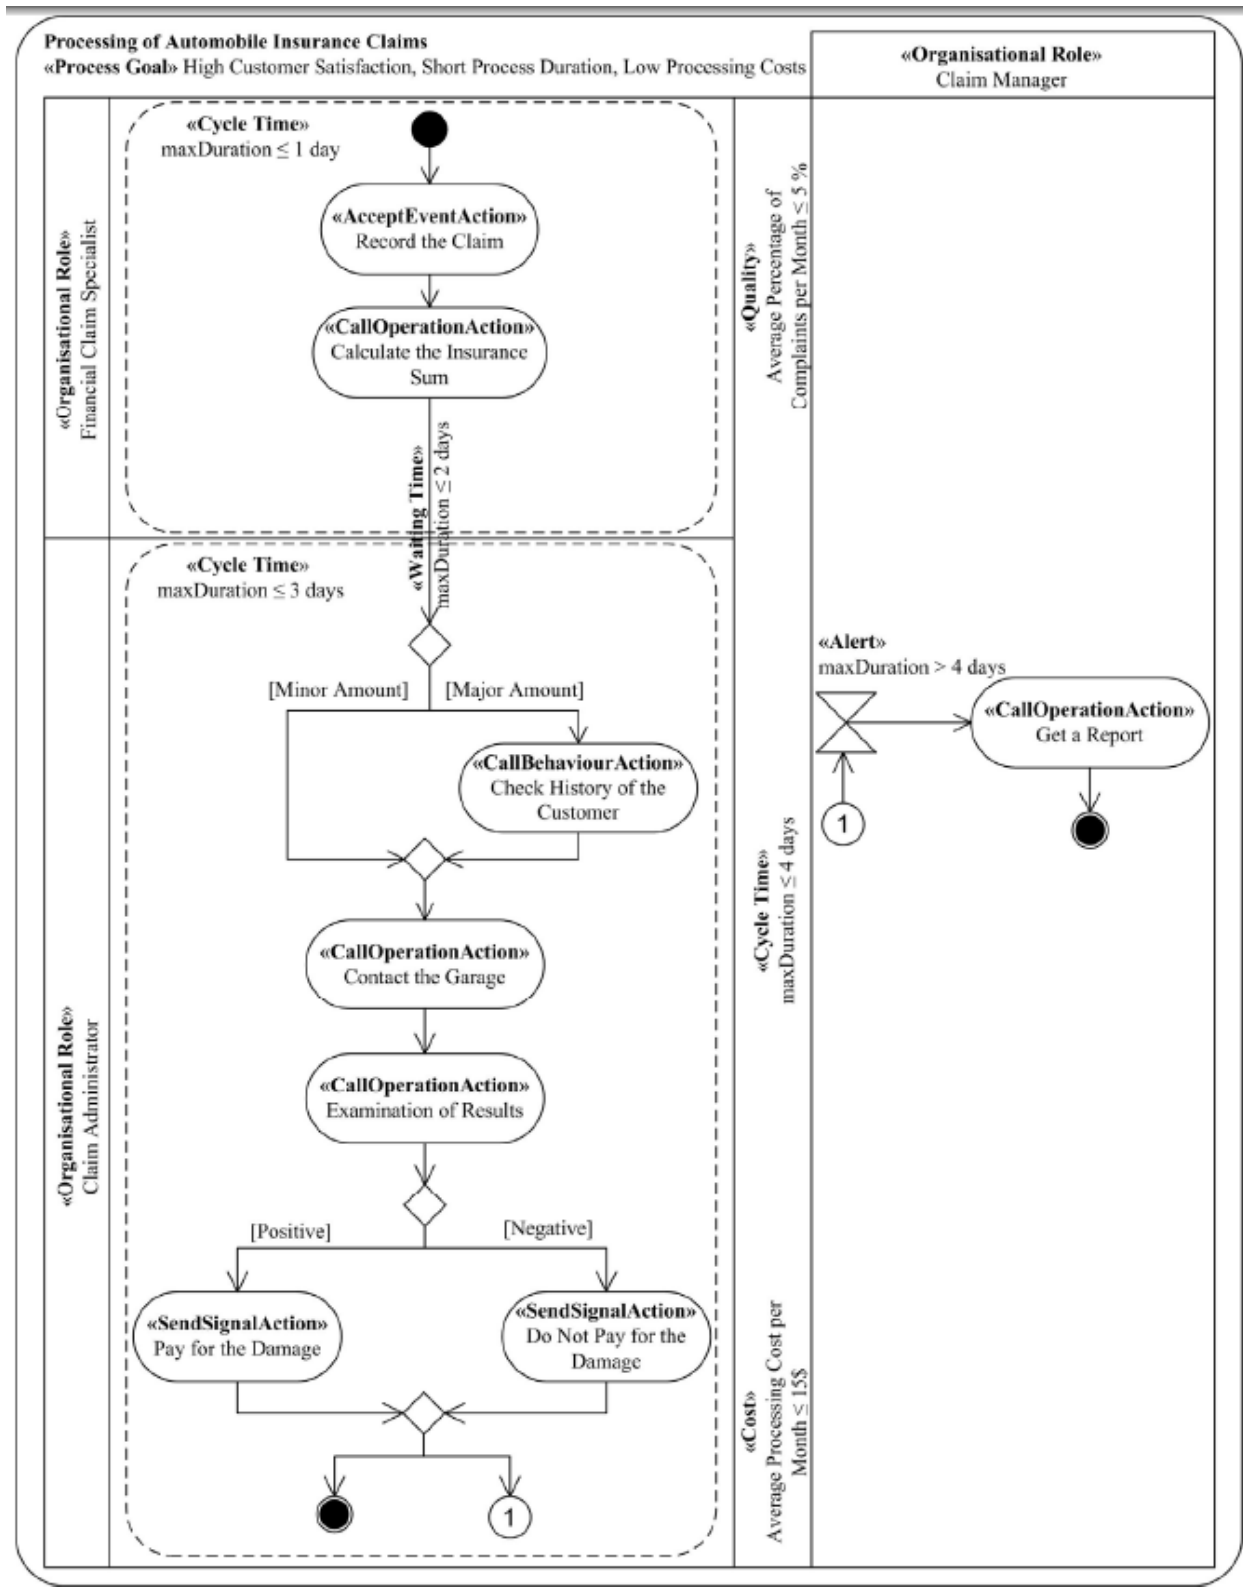 Processing of Automobile Insurance Claims
«Process Goal» High Customer Satisfaction, Short Process Duration, Low Processing Costs
«Organisational Role»
Claim Manager
«Organisational Role»
Financial Claim Specialist
«Cycle Time»
maxDuration ≤ 1 day
«AcceptEventAction»
Record the Claim
«CallOperationAction»
Calculate the Insurance
Sum
«Waiting Time»
maxDuration ≤ 2 days
«Quality»
Average Percentage of
Complaints per Month ≤ 5 %
«Organisational Role»
Claim Administrator
«Cycle Time»
maxDuration ≤ 3 days
[Minor Amount]
[Major Amount]
«CallBehaviourAction»
Check History of the
Customer
«CallOperationAction»
Contact the Garage
«CallOperationAction»
Examination of Results
[Positive]
[Negative]
«SendSignalAction»
Pay for the Damage
«SendSignalAction»
Do Not Pay for the
Damage
1
«Cycle Time»
maxDuration ≤ 4 days
«Cost»
Average Processing Cost per
Month ≤ 15$
«Alert»
maxDuration > 4 days
«CallOperationAction»
Get a Report
1